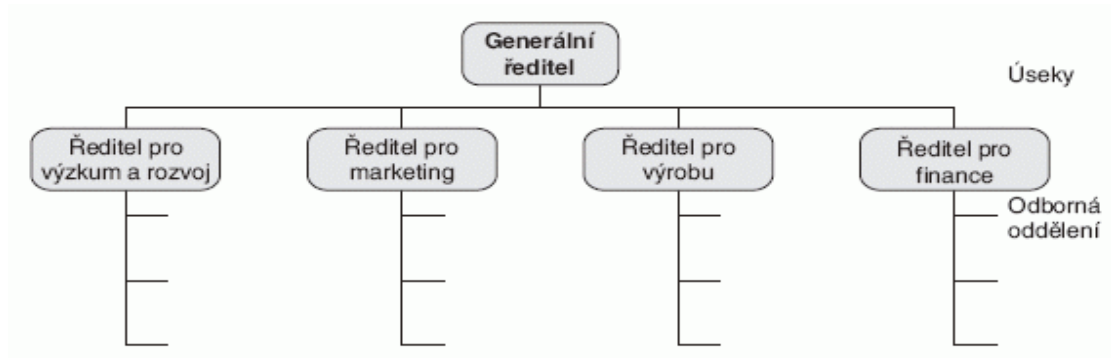 Generální
ředitel
Úseky
Ředitel pro
výzkum a rozvoj
Ředitel pro
marketing
Ředitel pro
výrobu
Ředitel pro
finance
Odborná
oddělení